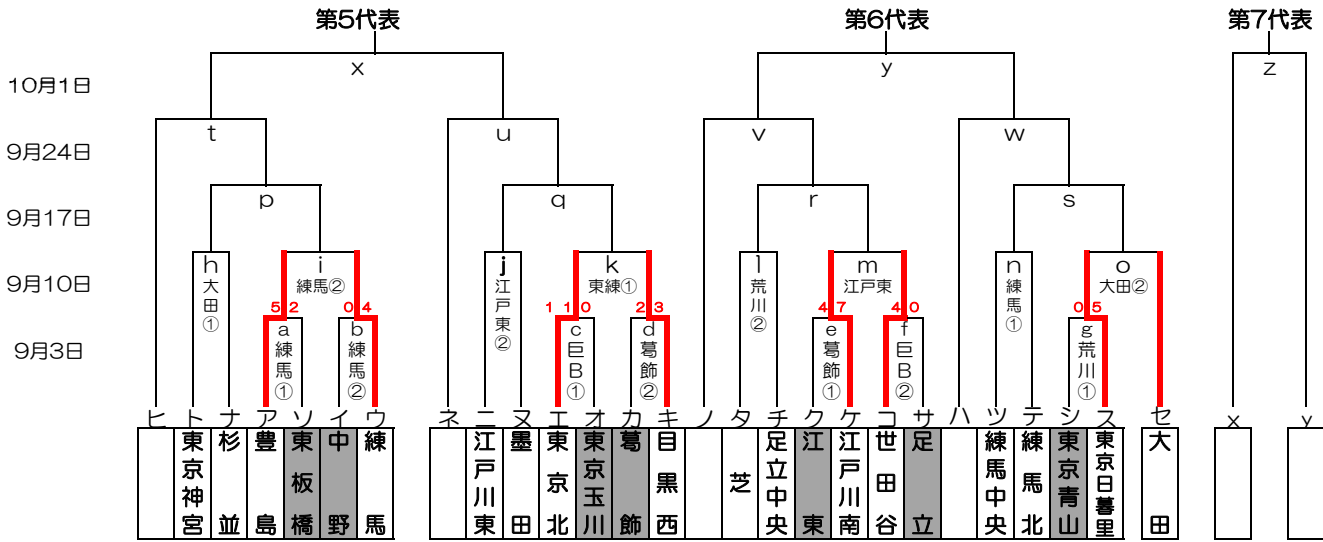 第5代表 第6代表 第7代表
x y z
10月1日
t u v w
9月24日
p q r s
9月17日
h i j k l m n o
大田① 練馬② 江戸東② 東練① 荒川② 江戸東 練馬① 大田②
9月10日
5 2 0 4 1 1 0 2 3 4 7 4 0 0 5
a b c d e f g
練馬① 練馬② 巨B① 葛飾② 葛飾① 巨B② 荒川①
9月3日
ヒ ト ナ ア ソ イ ウ ネ ニ ヌ エ オ カ キ ノ タ チ ク ケ コ サ ハ ツ テ シ ス セ x y
東京神宮
杉並
豊島
東板橋
中野
練馬
江戸川東
墨田
東京北
東京玉川
葛飾
目黒西
芝
足立中央
江東
江戸川南
世田谷
足立
練馬中央
練馬北
東京青山
東京日暮里
大田